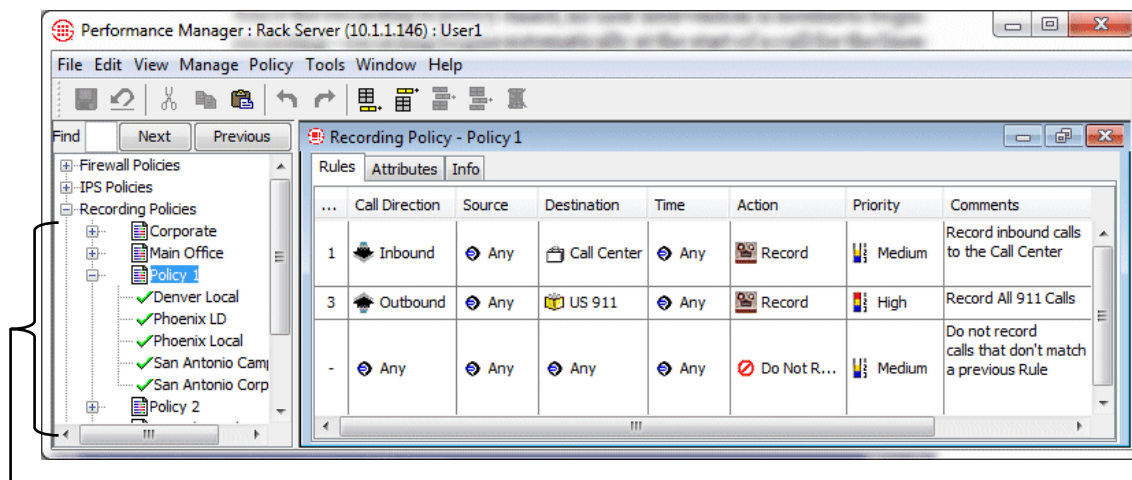 Performance Manager : Rack Server (10.1.1.146) : User1
File Edit View Manage Policy Tools Window Help
Find Next Previous
Firewall Policies
IPS Policies
Recording Policies
Corporate
Main Office
Policy 1
Denver Local
Phoenix LD
Phoenix Local
San Antonio Cam
San Antonio Corp
Policy 2
Recording Policy - Policy 1
Rules Attributes Info
... Call Direction Source Destination Time Action Priority Comments
1 Inbound Any Call Center Any Record Medium Record inbound calls
to the Call Center
3 Outbound Any US 911 Any Record High Record All 911 Calls
- Any Any Any Any Do Not R... Medium Do not record
calls that don't match
a previous Rule